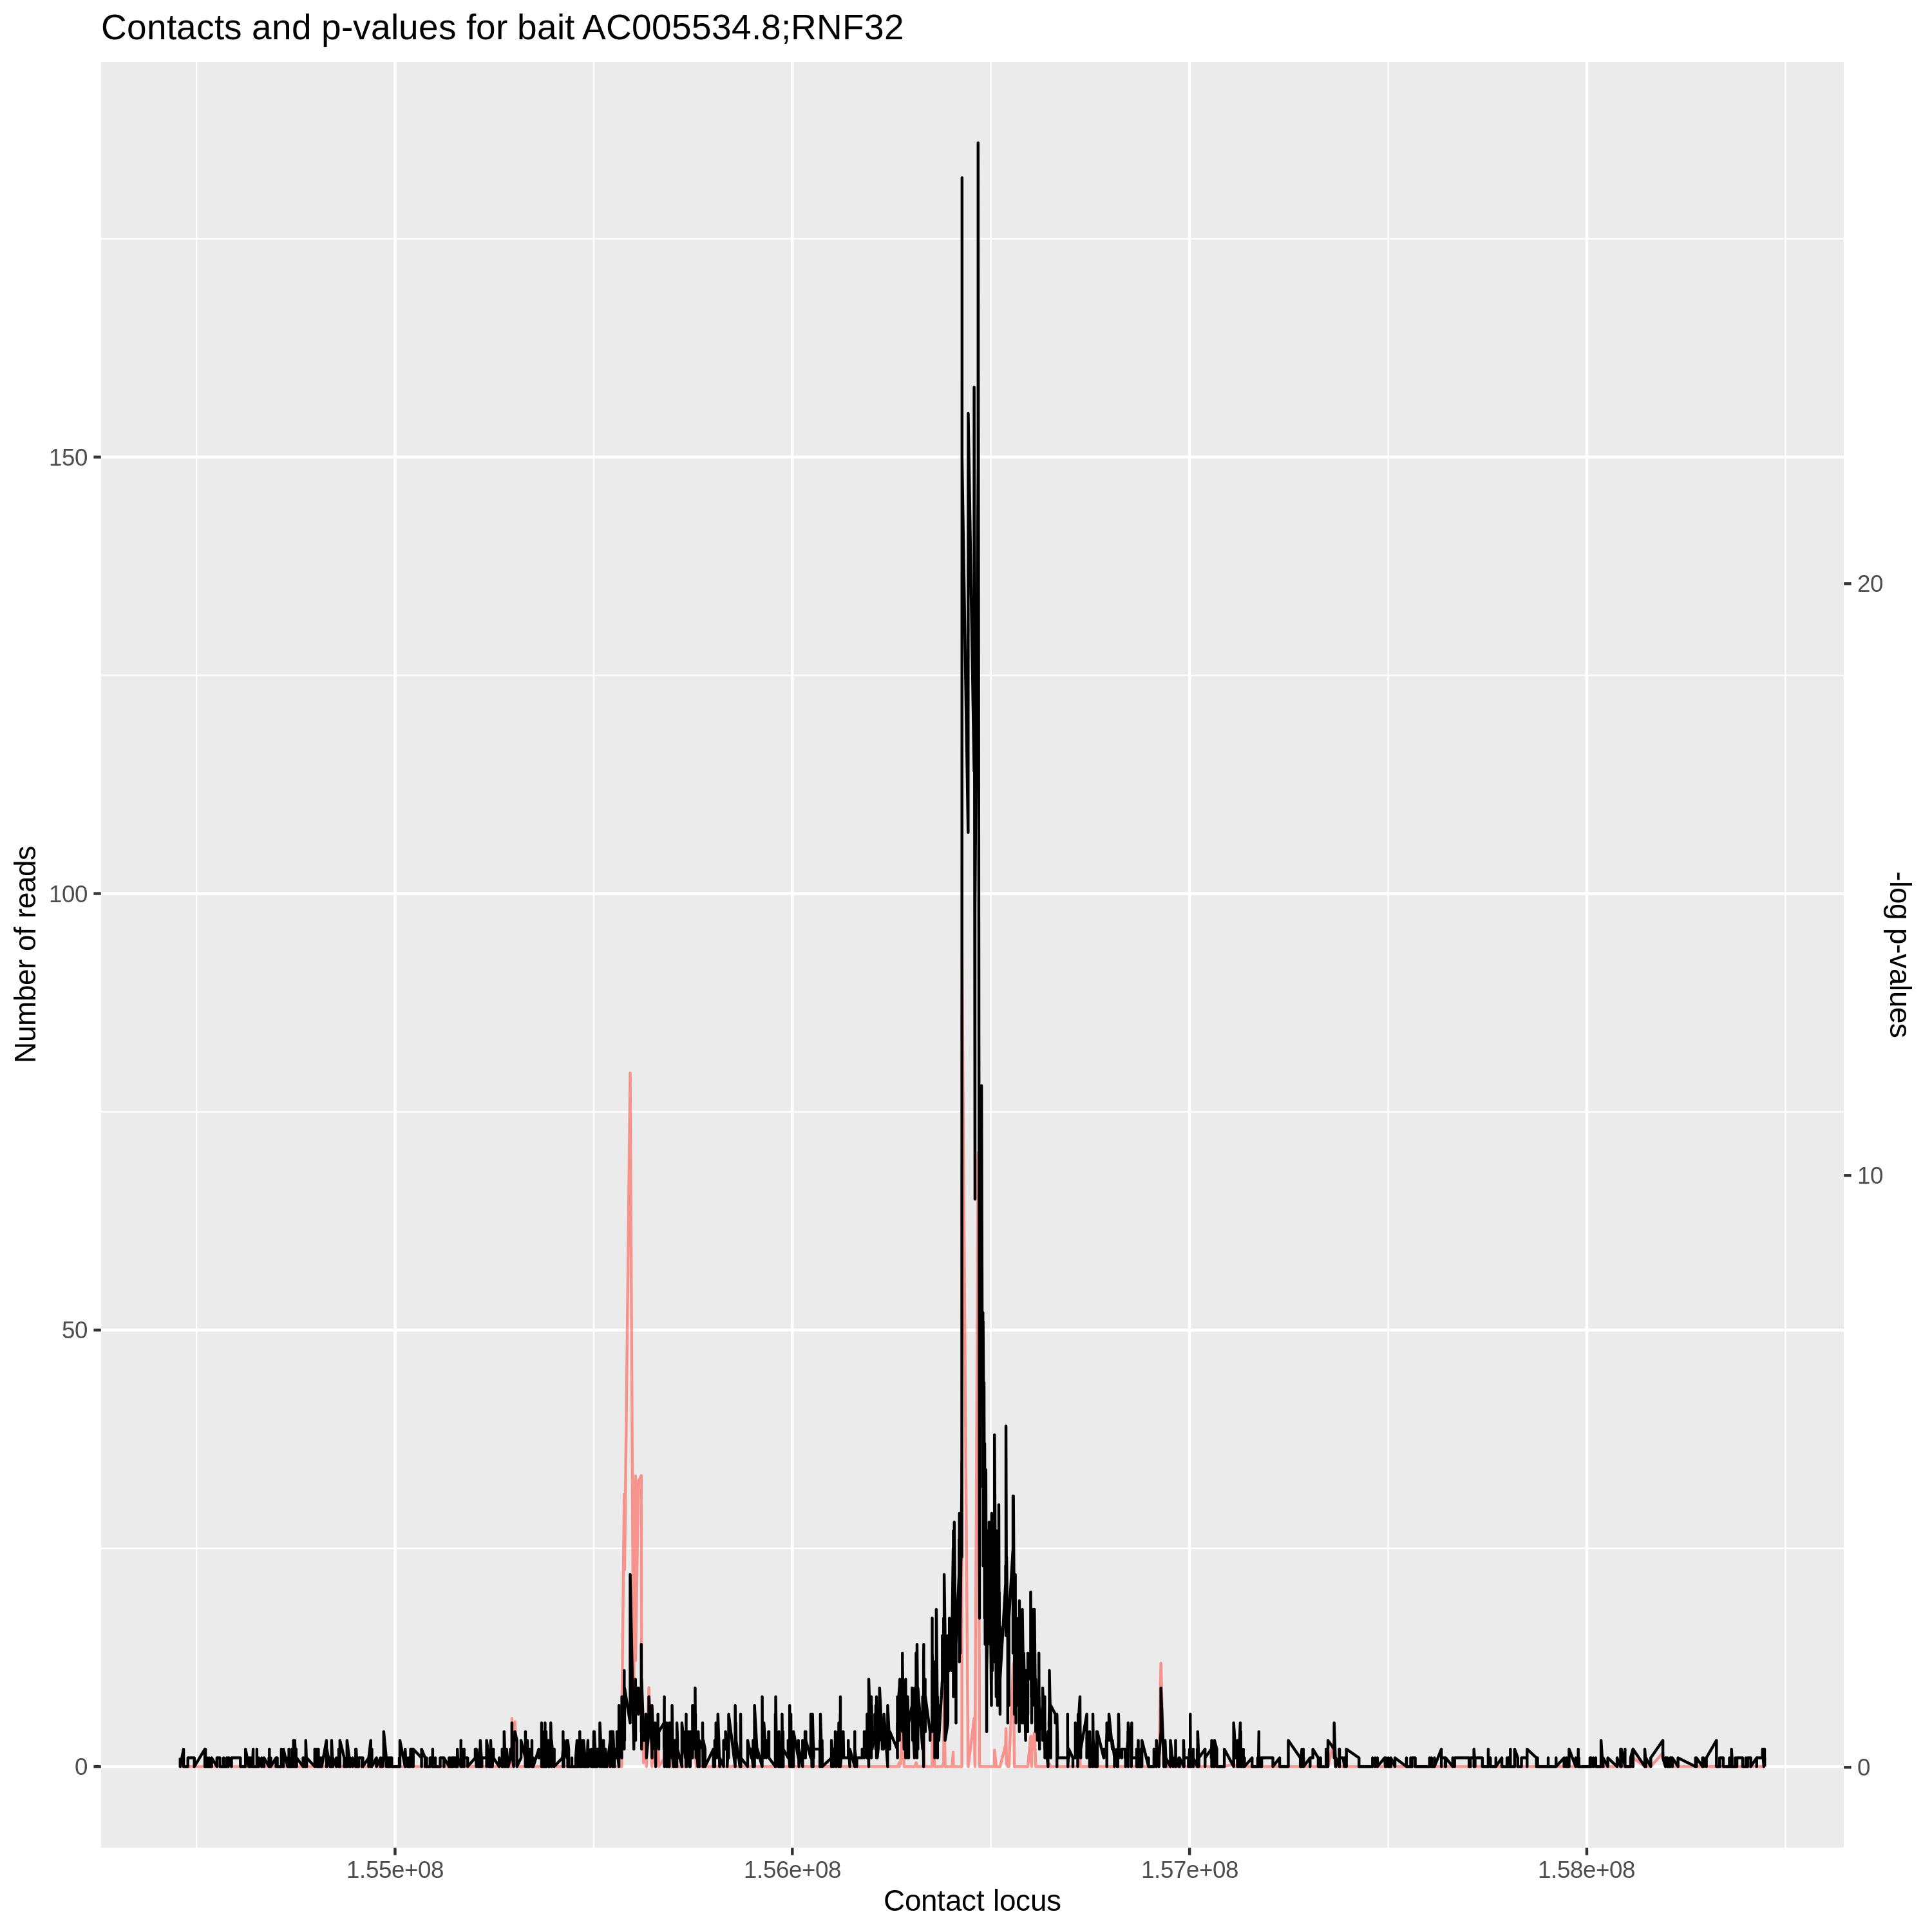 Contacts and p-values for bait AC005534.8;RNF32
Number of reads
150
100
50
0
20
10
0
-log p-values
1.55e+08
1.56e+08
1.57e+08
1.58e+08
Contact locus